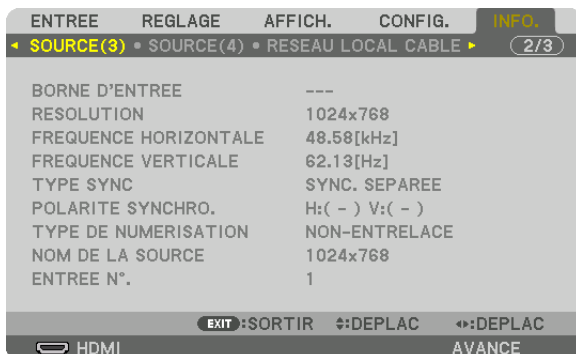 ENTREE REGLAGE AFFICH. CONFIG. INFO.
SOURCE(3) • SOURCE(4) • RESEAU LOCAL CABLE 2/3
BORNE D'ENTREE ---
RESOLUTION 1024x768
FREQUENCE HORIZONTALE 48.58[kHz]
FREQUENCE VERTICALE 62.13[Hz]
TYPE SYNC SYNC. SEPAREE
POLARITE SYNCHRO. H:( - ) V:( - )
TYPE DE NUMERISATION NON-ENTRELACE
NOM DE LA SOURCE 1024x768
ENTREE N°. 1
EXIT:SORTIR :DEPLAC :DEPLAC
HDMI AVANCE